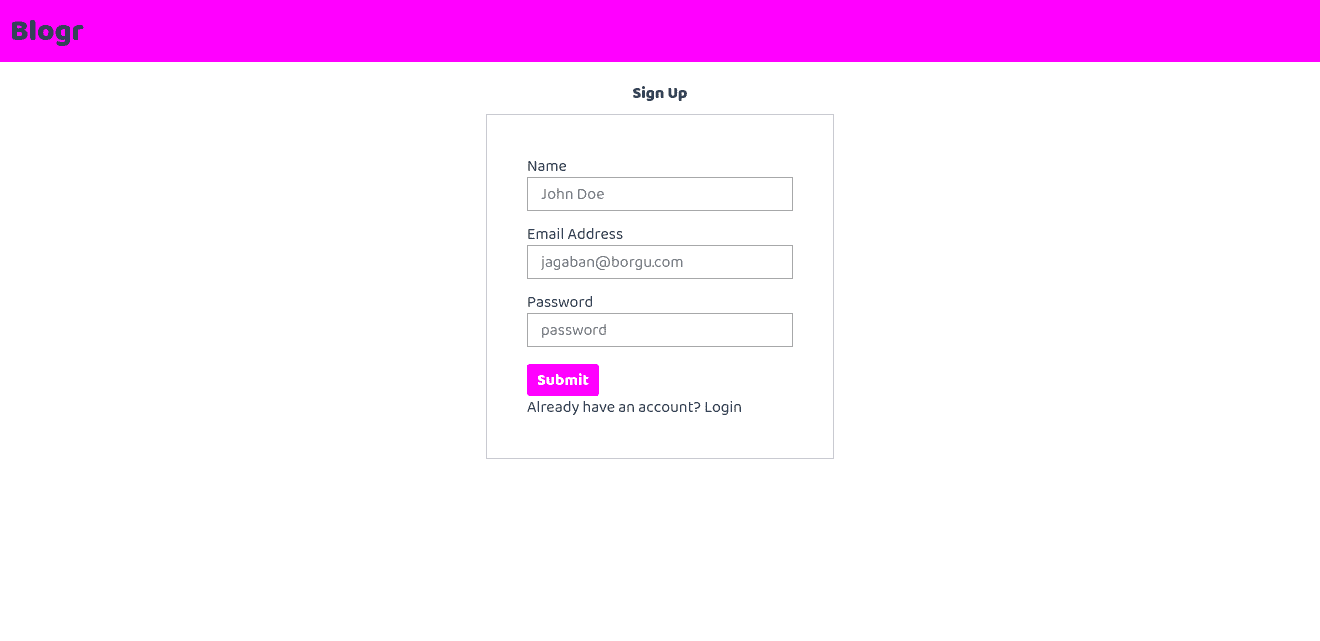 Blogr
Sign Up
Name
John Doe
Email Address
jagaban@borgu.com
Password
password
Submit
Already have an account? Login